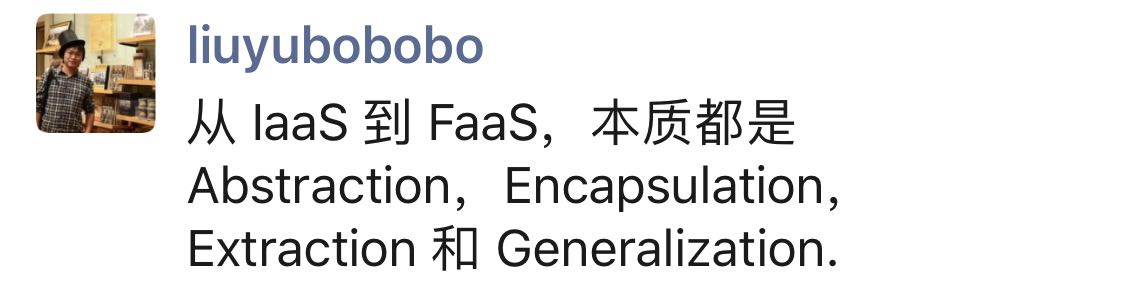 liuyubobobo
从 IaaS 到 FaaS，本质都是
Abstraction，Encapsulation，
Extraction 和 Generalization.